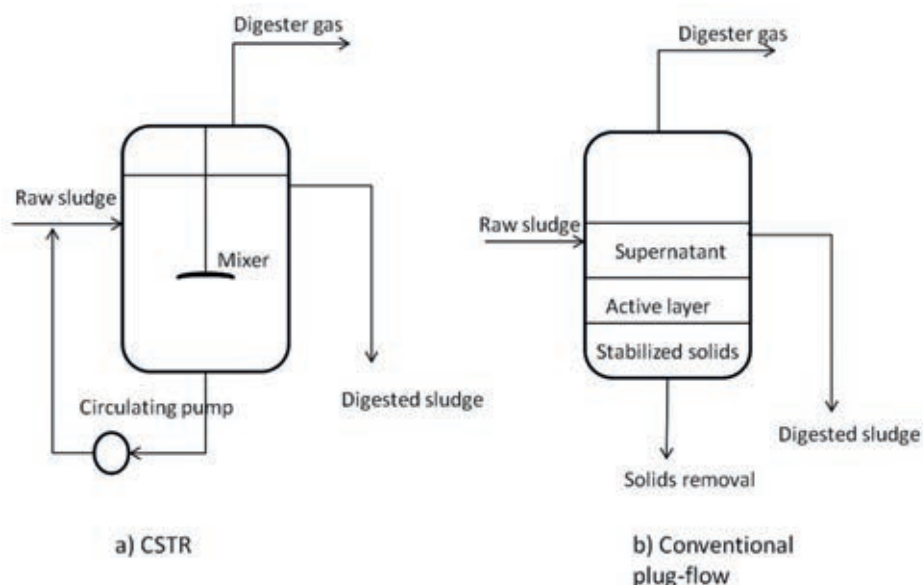 Digester gas
Raw sludge
Mixer
Circulating pump
Digested sludge
a) CSTR
Digester gas
Raw sludge
Supernatant
Active layer
Stabilized solids
Digested sludge
Solids removal
b) Conventional
plug-flow